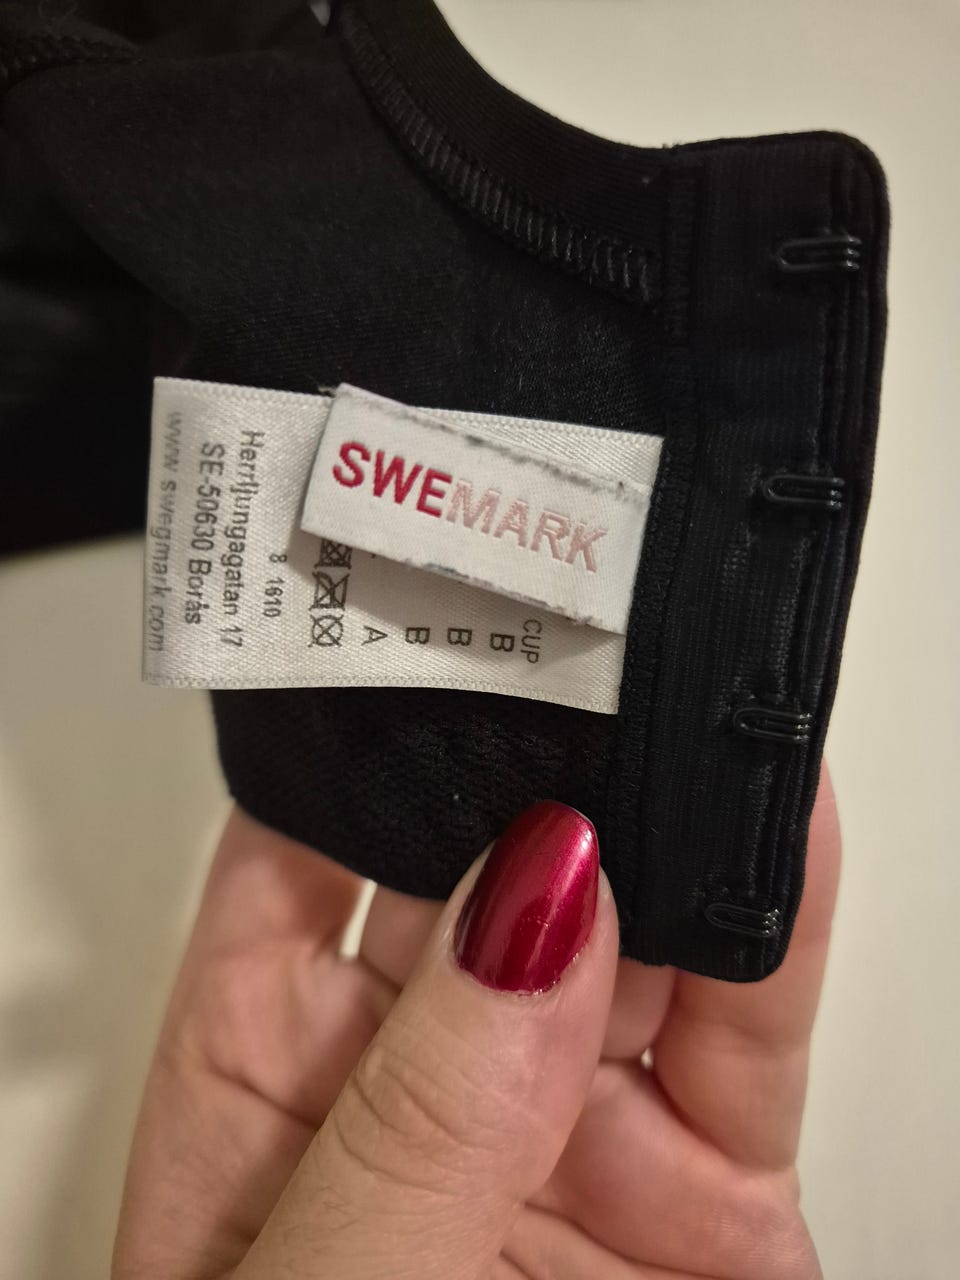 SWEMARK
CUP
B
B
B
A
8 1610
Herrljungagatan 17
SE-50630 Borås
www.swegmark.com